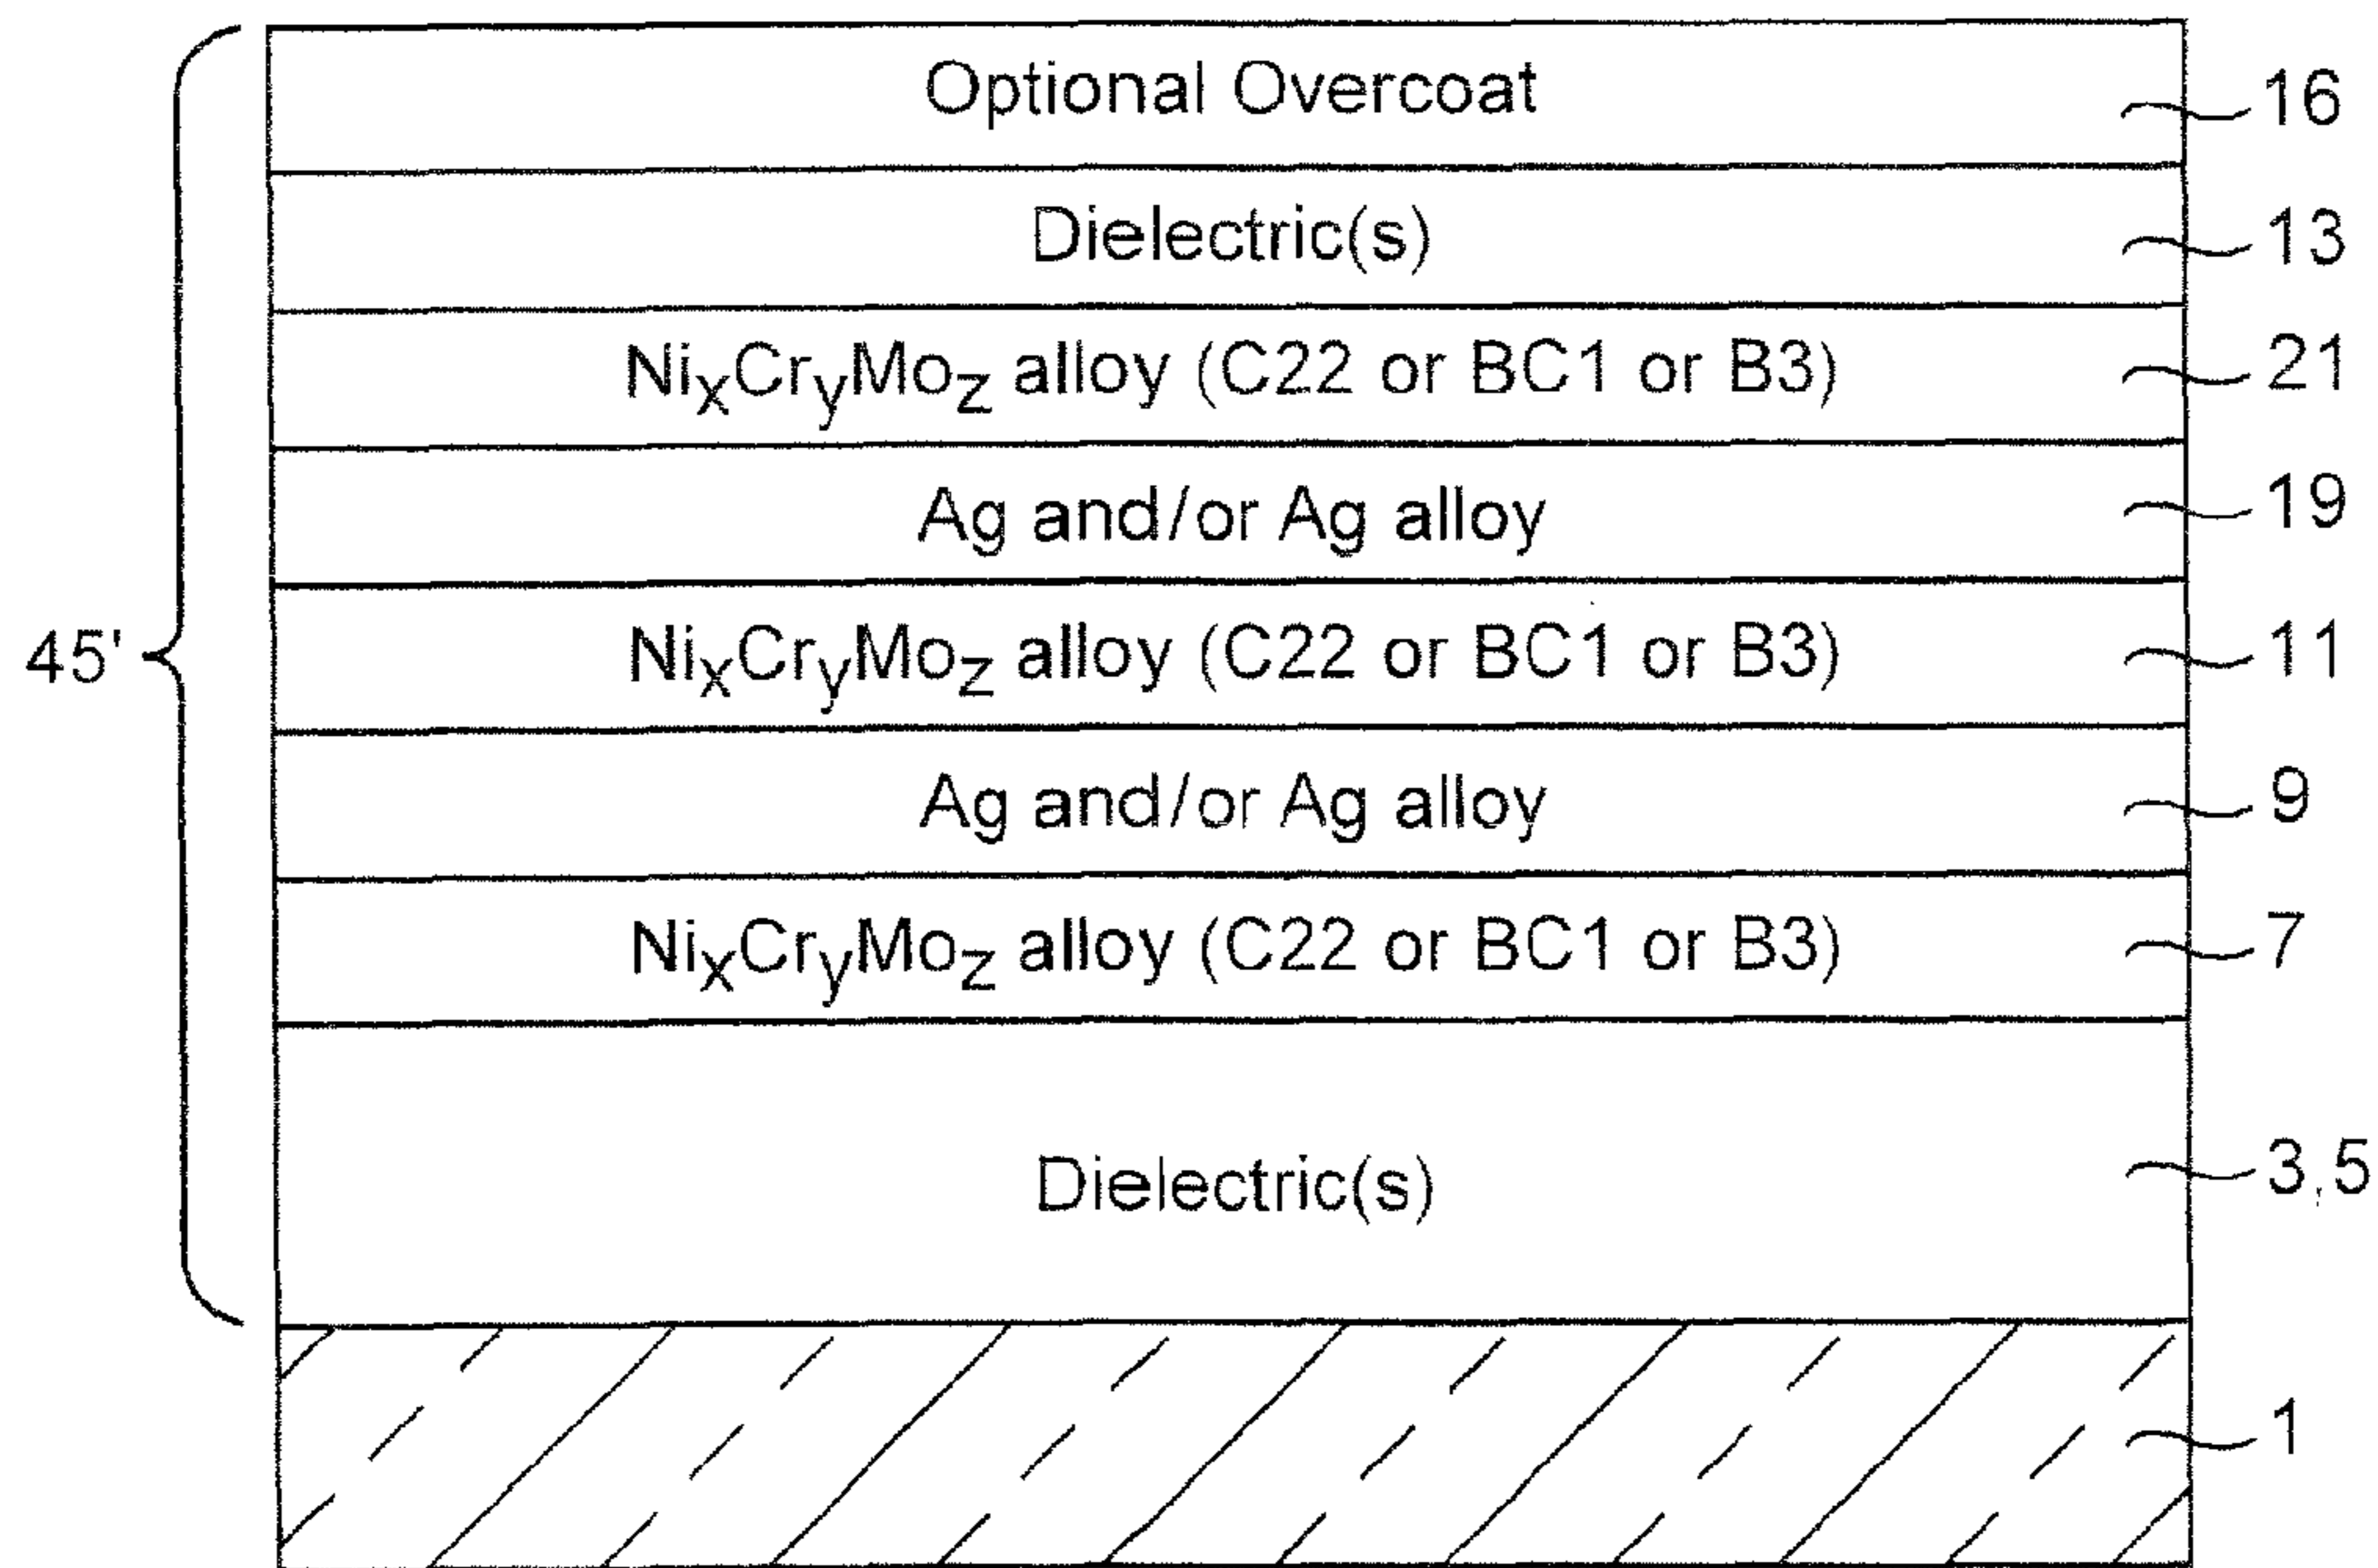 Optional Overcoat 16
Dielectric(s) 13
NixCryMoz alloy (C22 or BC1 or B3) 21
Ag and/or Ag alloy 19
45' NixCryMoz alloy (C22 or BC1 or B3) 11
Ag and/or Ag alloy 9
NixCryMoz alloy (C22 or BC1 or B3) 7
Dielectric(s) 3,5
1